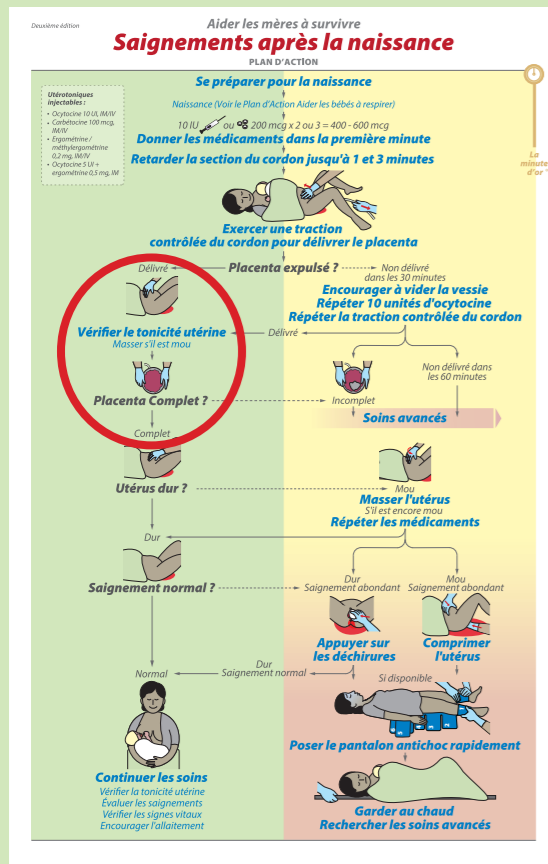 Deuxième édition
Aider les mères à survivre
Saignements après la naissance
PLAN D'ACTION
Utérotoniques
injectables :
• Ocytocine 10 UI, IM/IV
• Carbétocine 100 mcg,
IM/IV
• Ergométrine /
méthylergométrine
0,2 mg, IM/IV
• Ocytocine 5 UI +
ergométrine 0,5 mg, IM
Se préparer pour la naissance
Naissance (Voir le Plan d'Action Aider les bébés à respirer)
10 IU ou 200 mcg x 2 ou 3 = 400 - 600 mcg
Donner les médicaments dans la première minute
Retarder la section du cordon jusqu'à 1 et 3 minutes
La
minute
d'or
Exercer une traction
contrôlée du cordon pour délivrer le placenta
Délivré
Placenta expulsé ?
Non délivré
dans les 30 minutes
Encourager à vider la vessie
Répéter 10 unités d'ocytocine
Répéter la traction contrôlée du cordon
Vérifier le tonicité utérine
Masser s'il est mou
Délivré
Non délivré dans
les 60 minutes
Placenta Complet ?
Incomplet
Soins avancés
Complet
Utérus dur ?
Mou
Masser l'utérus
S'il est encore mou
Répéter les médicaments
Dur
Saignement normal ?
Dur
Saignement abondant
Mou
Saignement abondant
Appuyer sur
les déchirures
Comprimer
l'utérus
Normal
Dur
Saignement normal
Si disponible
Poser le pantalon antichoc rapidement
Continuer les soins
Vérifier la tonicité utérine
Évaluer les saignements
Vérifier les signes vitaux
Encourager l'allaitement
Garder au chaud
Rechercher les soins avancés